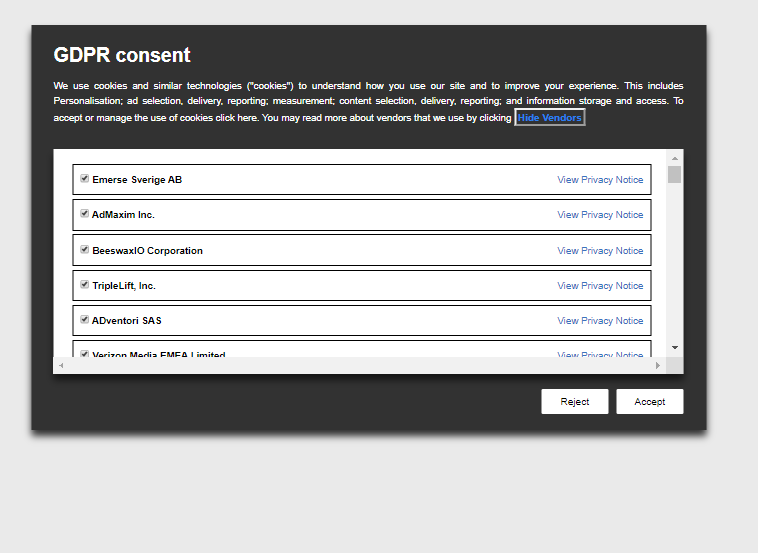 GDPR consent
We use cookies and similar technologies ("cookies") to understand how you use our site and to improve your experience. This includes
Personalisation; ad selection, delivery, reporting; measurement; content selection, delivery, reporting; and information storage and access. To
accept or manage the use of cookies click here. You may read more about vendors that we use by clicking Hide Vendors
Emerse Sverige AB View Privacy Notice
AdMaxim Inc. View Privacy Notice
BeeswaxIO Corporation View Privacy Notice
TripleLift, Inc. View Privacy Notice
ADventori SAS View Privacy Notice
Verizon Media EMEA Limited View Privacy Notice
Reject Accept